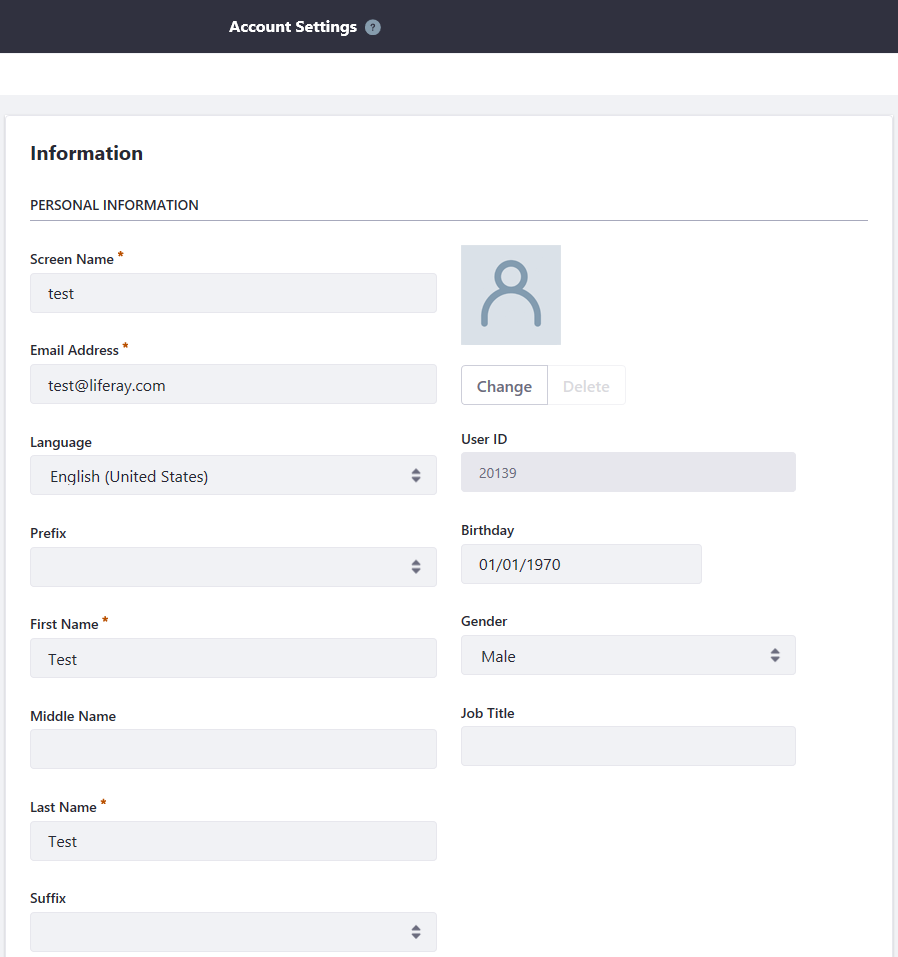 Account Settings ?
Information
PERSONAL INFORMATION
Screen Name *
test
Email Address *
test@liferay.com
Change Delete
Language
English (United States)
User ID
20139
Prefix
Birthday
01/01/1970
First Name *
Test
Gender
Male
Middle Name
Job Title
Last Name *
Test
Suffix